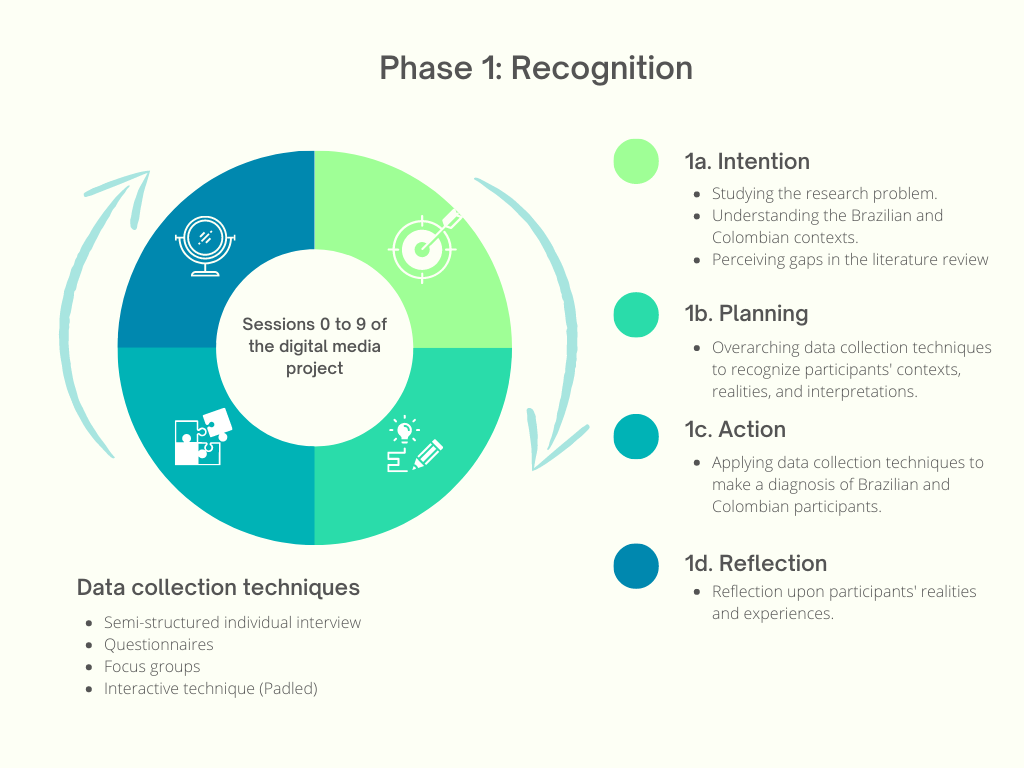 Phase 1: Recognition
Sessions 0 to 9 of
the digital media
project
1a. Intention
Studying the research problem.
Understanding the Brazilian and
Colombian contexts.
Perceiving gaps in the literature review
1b. Planning
Overarching data collection techniques
to recognize participants' contexts,
realities, and interpretations.
1c. Action
Applying data collection techniques to
make a diagnosis of Brazilian and
Colombian participants.
1d. Reflection
Reflection upon participants' realities
and experiences.
Data collection techniques
Semi-structured individual interview
Questionnaires
Focus groups
Interactive technique (Padled)